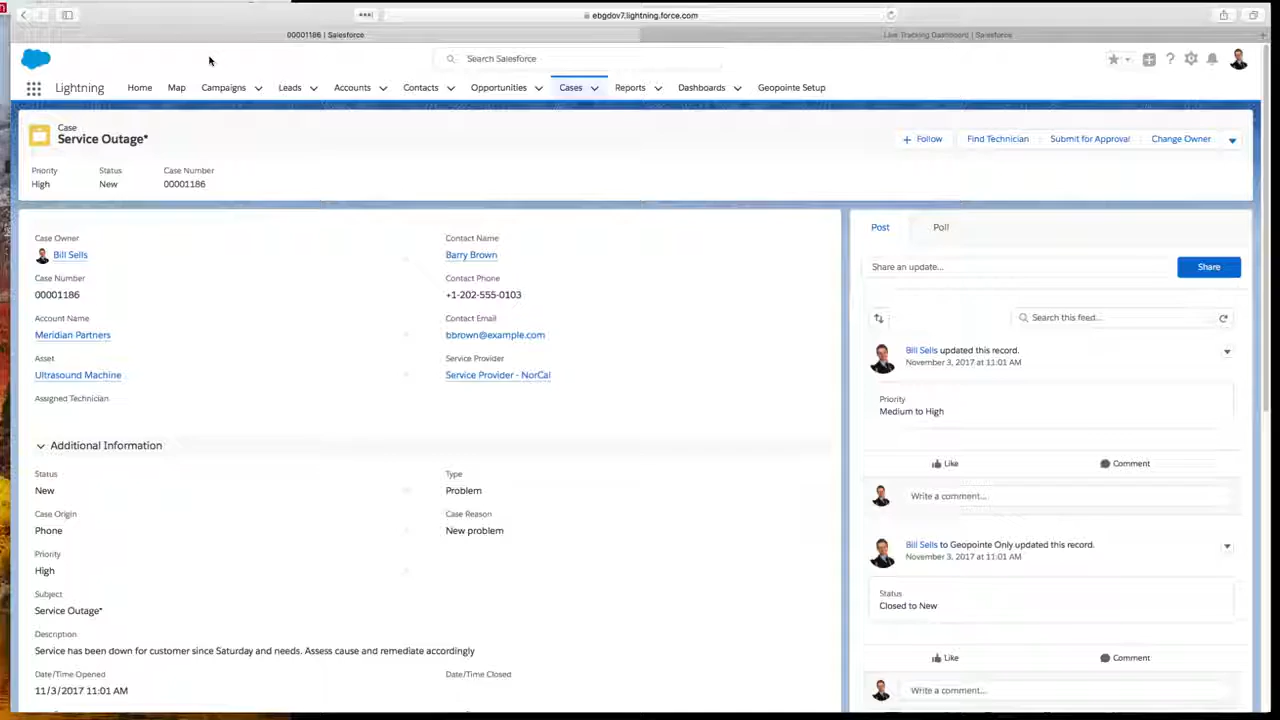 ebgdov7.lightning.force.com
00001186 | Salesforce
Live Tracking Dashboard | Salesforce
Search Salesforce
Lightning
Home Map Campaigns Leads Accounts Contacts Opportunities Cases Reports Dashboards Geopointe Setup
Case
Service Outage*
Follow Find Technician Submit for Approval Change Owner
Priority Status Case Number
High New 00001186
Case Owner
Bill Sells
Contact Name
Barry Brown
Case Number
00001186
Contact Phone
+1-202-555-0103
Account Name
Meridian Partners
Contact Email
bbrown@example.com
Asset
Ultrasound Machine
Service Provider
Service Provider - NorCal
Assigned Technician
Additional Information
Status
New
Type
Problem
Case Origin
Phone
Case Reason
New problem
Priority
High
Subject
Service Outage*
Description
Service has been down for customer since Saturday and needs. Assess cause and remediate accordingly
Date/Time Opened
11/3/2017 11:01 AM
Date/Time Closed
Post Poll
Share an update...
Share
Search this feed...
Bill Sells updated this record.
November 3, 2017 at 11:01 AM
Priority
Medium to High
Like Comment
Write a comment...
Bill Sells to Geopointe Only updated this record.
November 3, 2017 at 11:01 AM
Status
Closed to New
Like Comment
Write a comment...